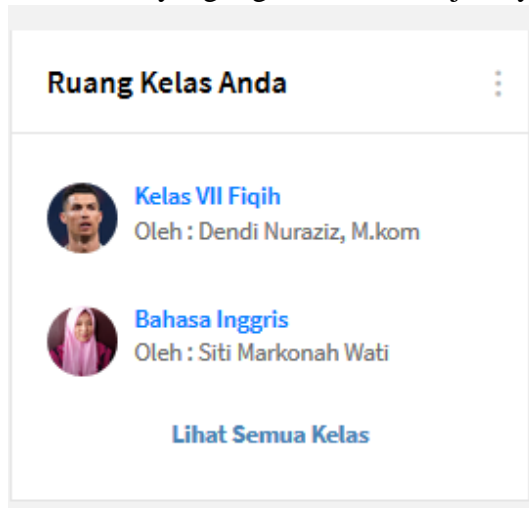 Ruang Kelas Anda
Kelas VII Fiqih
Oleh : Dendi Nuraziz, M.kom
Bahasa Inggris
Oleh : Siti Markonah Wati
Lihat Semua Kelas